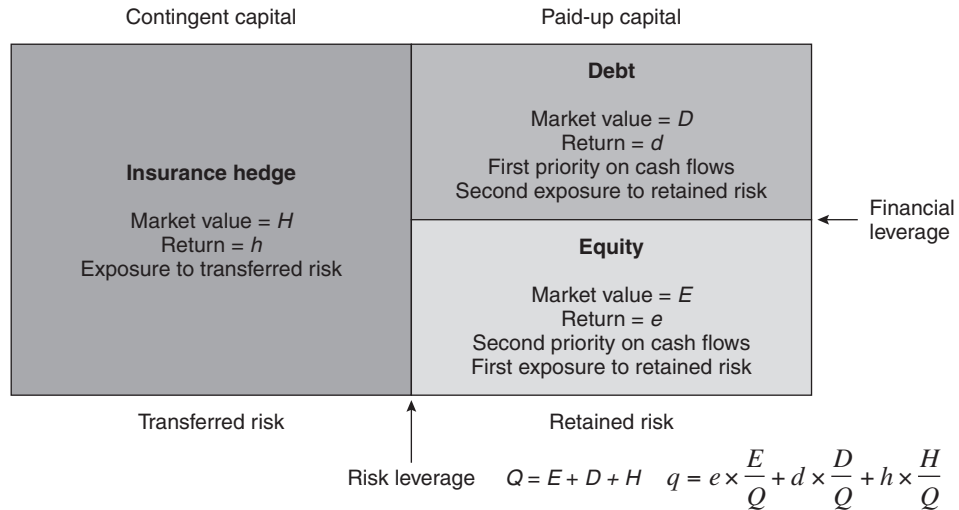 Contingent capital
Paid-up capital
Insurance hedge
Market value = H
Return = h
Exposure to transferred risk
Debt
Market value = D
Return = d
First priority on cash flows
Second exposure to retained risk
Financial
leverage
Equity
Market value = E
Return = e
Second priority on cash flows
First exposure to retained risk
Transferred risk
Retained risk
Risk leverage
Q = E + D + H
q = e × E/Q + d × D/Q + h × H/Q